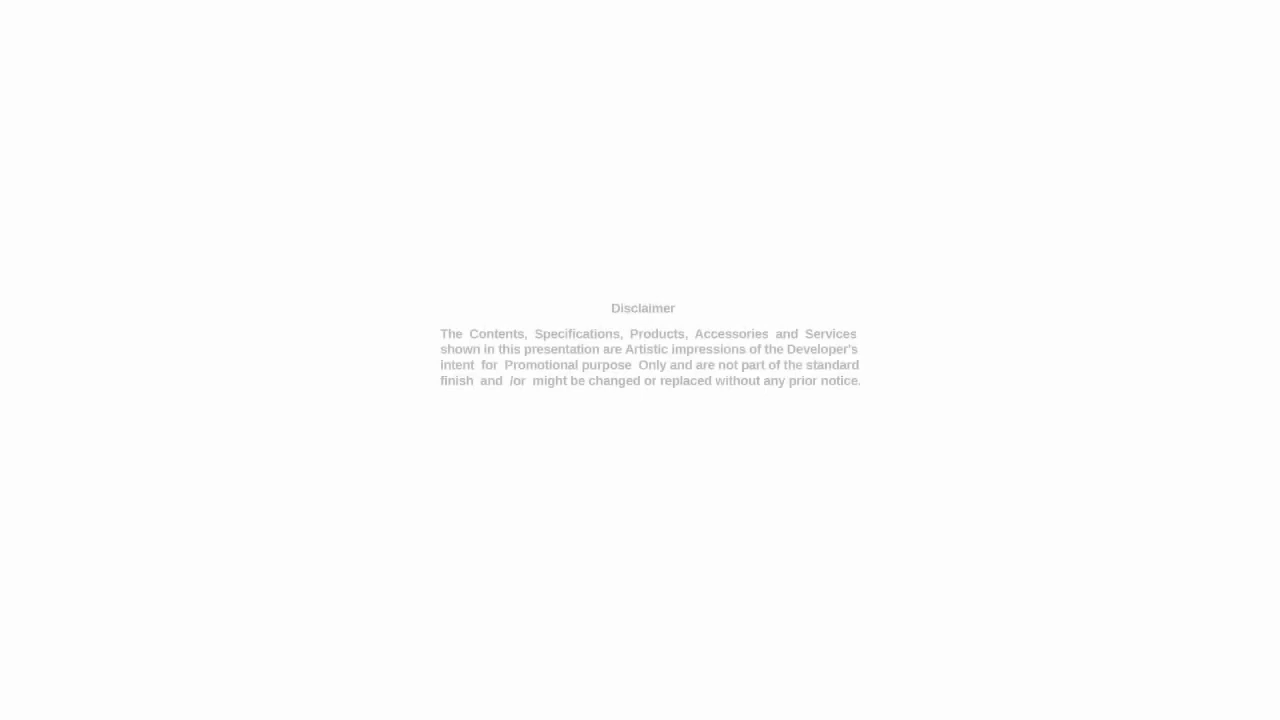 Disclaimer
The Contents, Specifications, Products, Accessories and Services
shown in this presentation are Artistic impressions of the Developer's
intent for Promotional purpose Only and are not part of the standard
finish and /or might be changed or replaced without any prior notice.